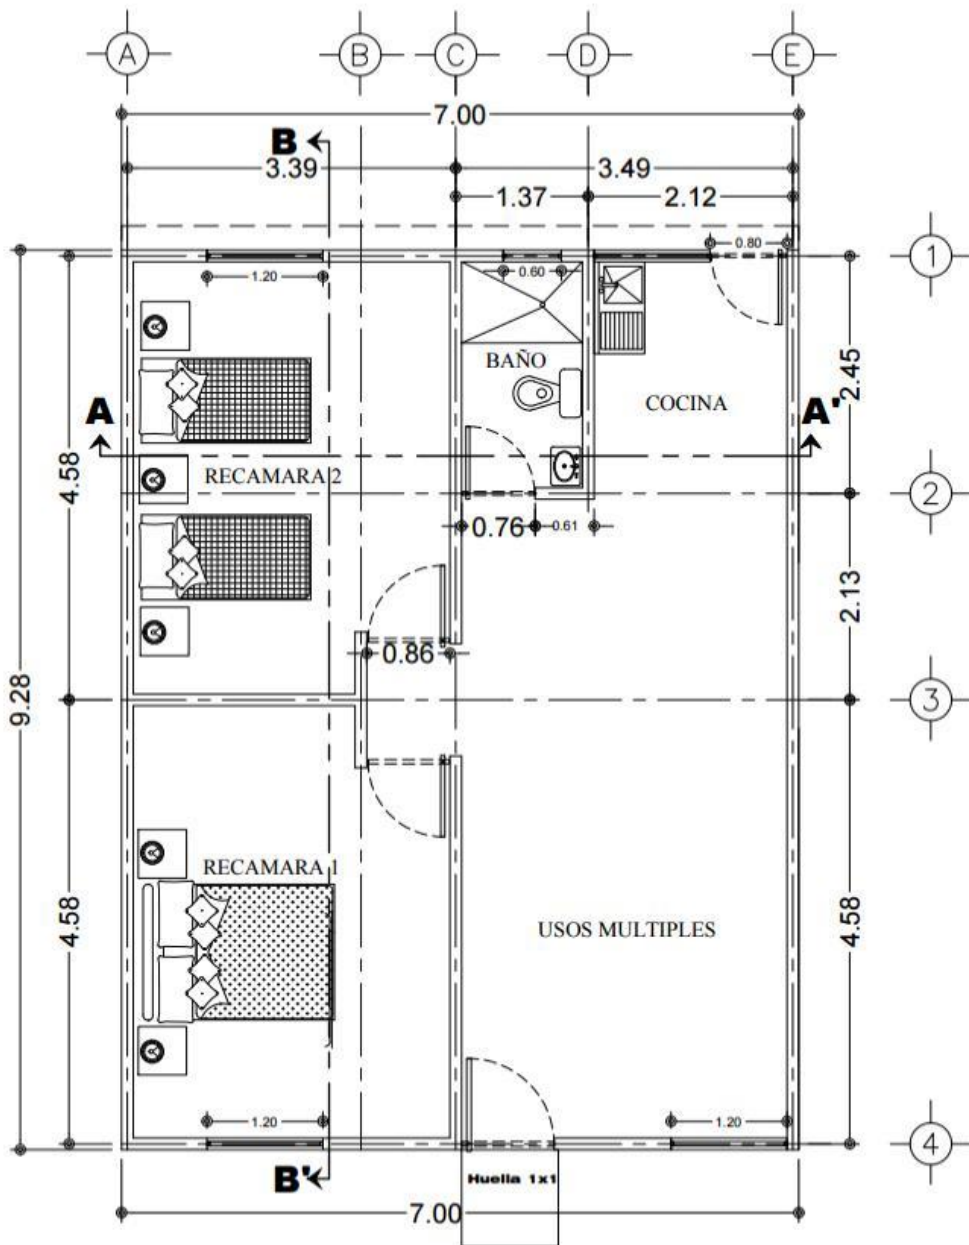 A B C D E
7.00
B
3.39 3.49
1.37 2.12
0.80
1
1.20 0.60
BAÑO
2.45
COCINA
A A'
4.58
RECAMARA 2
2
0.76 0.61
2.13
0.86
3
9.28
RECAMARA 1
4.58
USOS MULTIPLES
4.58
1.20 1.20
4
B' Huella 1x1
7.00